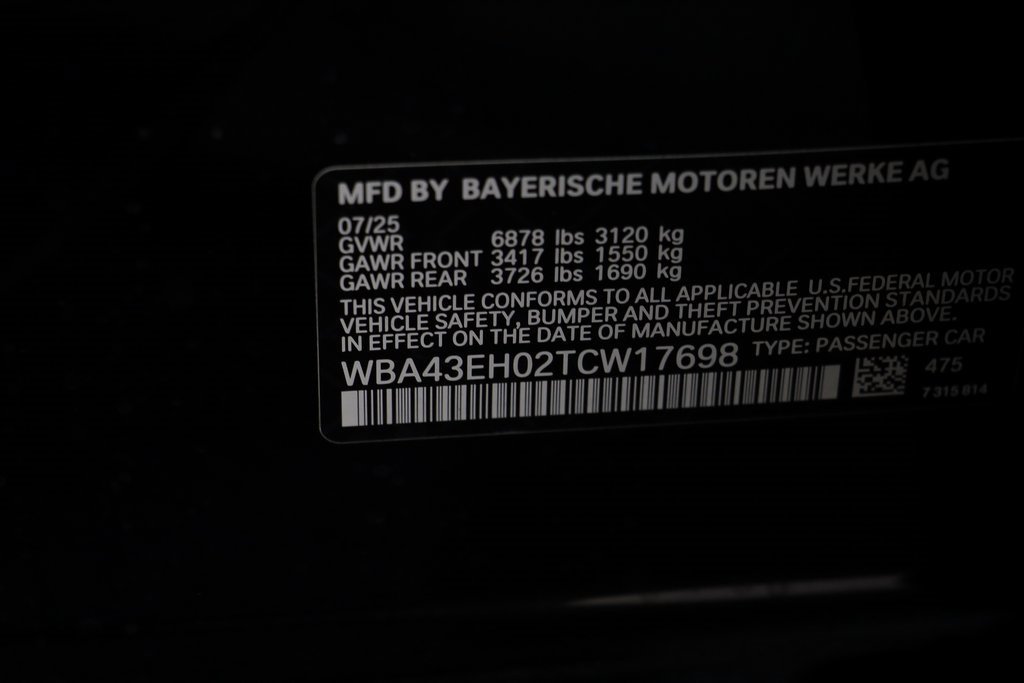 MFD BY BAYERISCHE MOTOREN WERKE AG
07/25
GVWR 6878 lbs 3120 kg
GAWR FRONT 3417 lbs 1550 kg
GAWR REAR 3726 lbs 1690 kg
THIS VEHICLE CONFORMS TO ALL APPLICABLE U.S.FEDERAL MOTOR
VEHICLE SAFETY, BUMPER AND THEFT PREVENTION STANDARDS
IN EFFECT ON THE DATE OF MANUFACTURE SHOWN ABOVE.
WBA43EH02TCW17698 TYPE: PASSENGER CAR
475
7 315 814